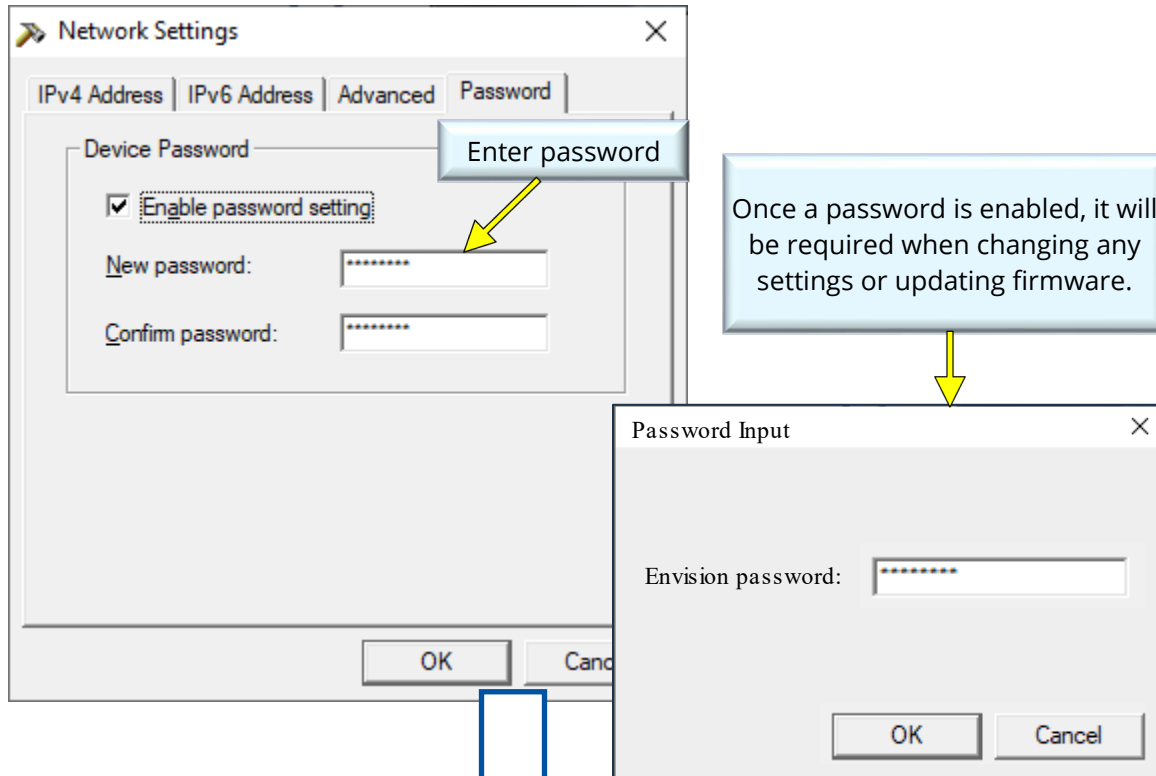 Network Settings
IPv4 Address IPv6 Address Advanced Password
Device Password
Enter password
Enable password setting
New password: ********
Confirm password: ********
OK Canc
Once a password is enabled, it will
be required when changing any
settings or updating firmware.
Password Input
Envision password: ********
OK Cancel